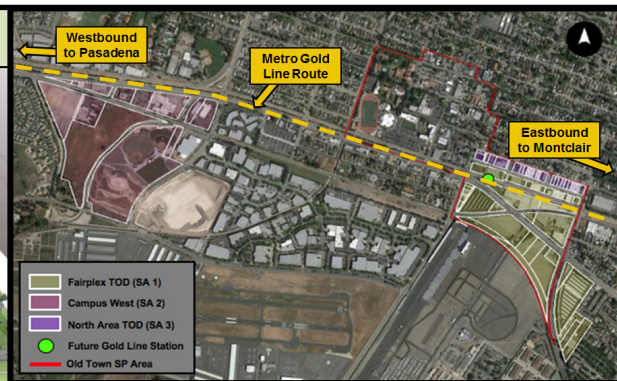 Westbound
to Pasadena
Metro Gold
Line Route
Eastbound
to Montclair
Fairplex TOD (SA 1)
Campus West (SA 2)
North Area TOD (SA 3)
Future Gold Line Station
Old Town SP Area